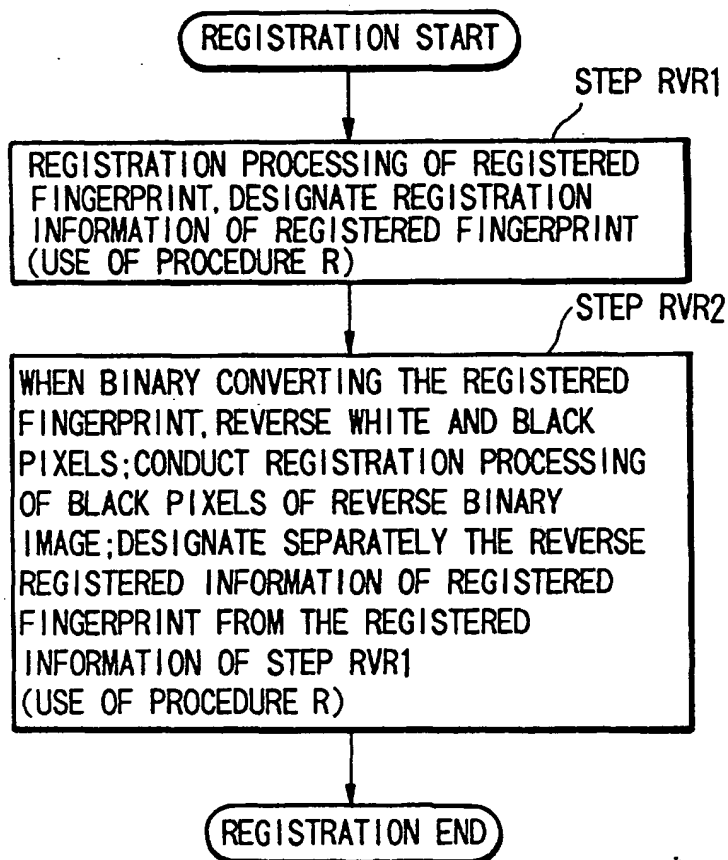 REGISTRATION START
STEP RVR1
REGISTRATION PROCESSING OF REGISTERED
FINGERPRINT, DESIGNATE REGISTRATION
INFORMATION OF REGISTERED FINGERPRINT
(USE OF PROCEDURE R)
STEP RVR2
WHEN BINARY CONVERTING THE REGISTERED
FINGERPRINT, REVERSE WHITE AND BLACK
PIXELS;CONDUCT REGISTRATION PROCESSING
OF BLACK PIXELS OF REVERSE BINARY
IMAGE;DESIGNATE SEPARATELY THE REVERSE
REGISTERED INFORMATION OF REGISTERED
FINGERPRINT FROM THE REGISTERED
INFORMATION OF STEP RVR1
(USE OF PROCEDURE R)
REGISTRATION END